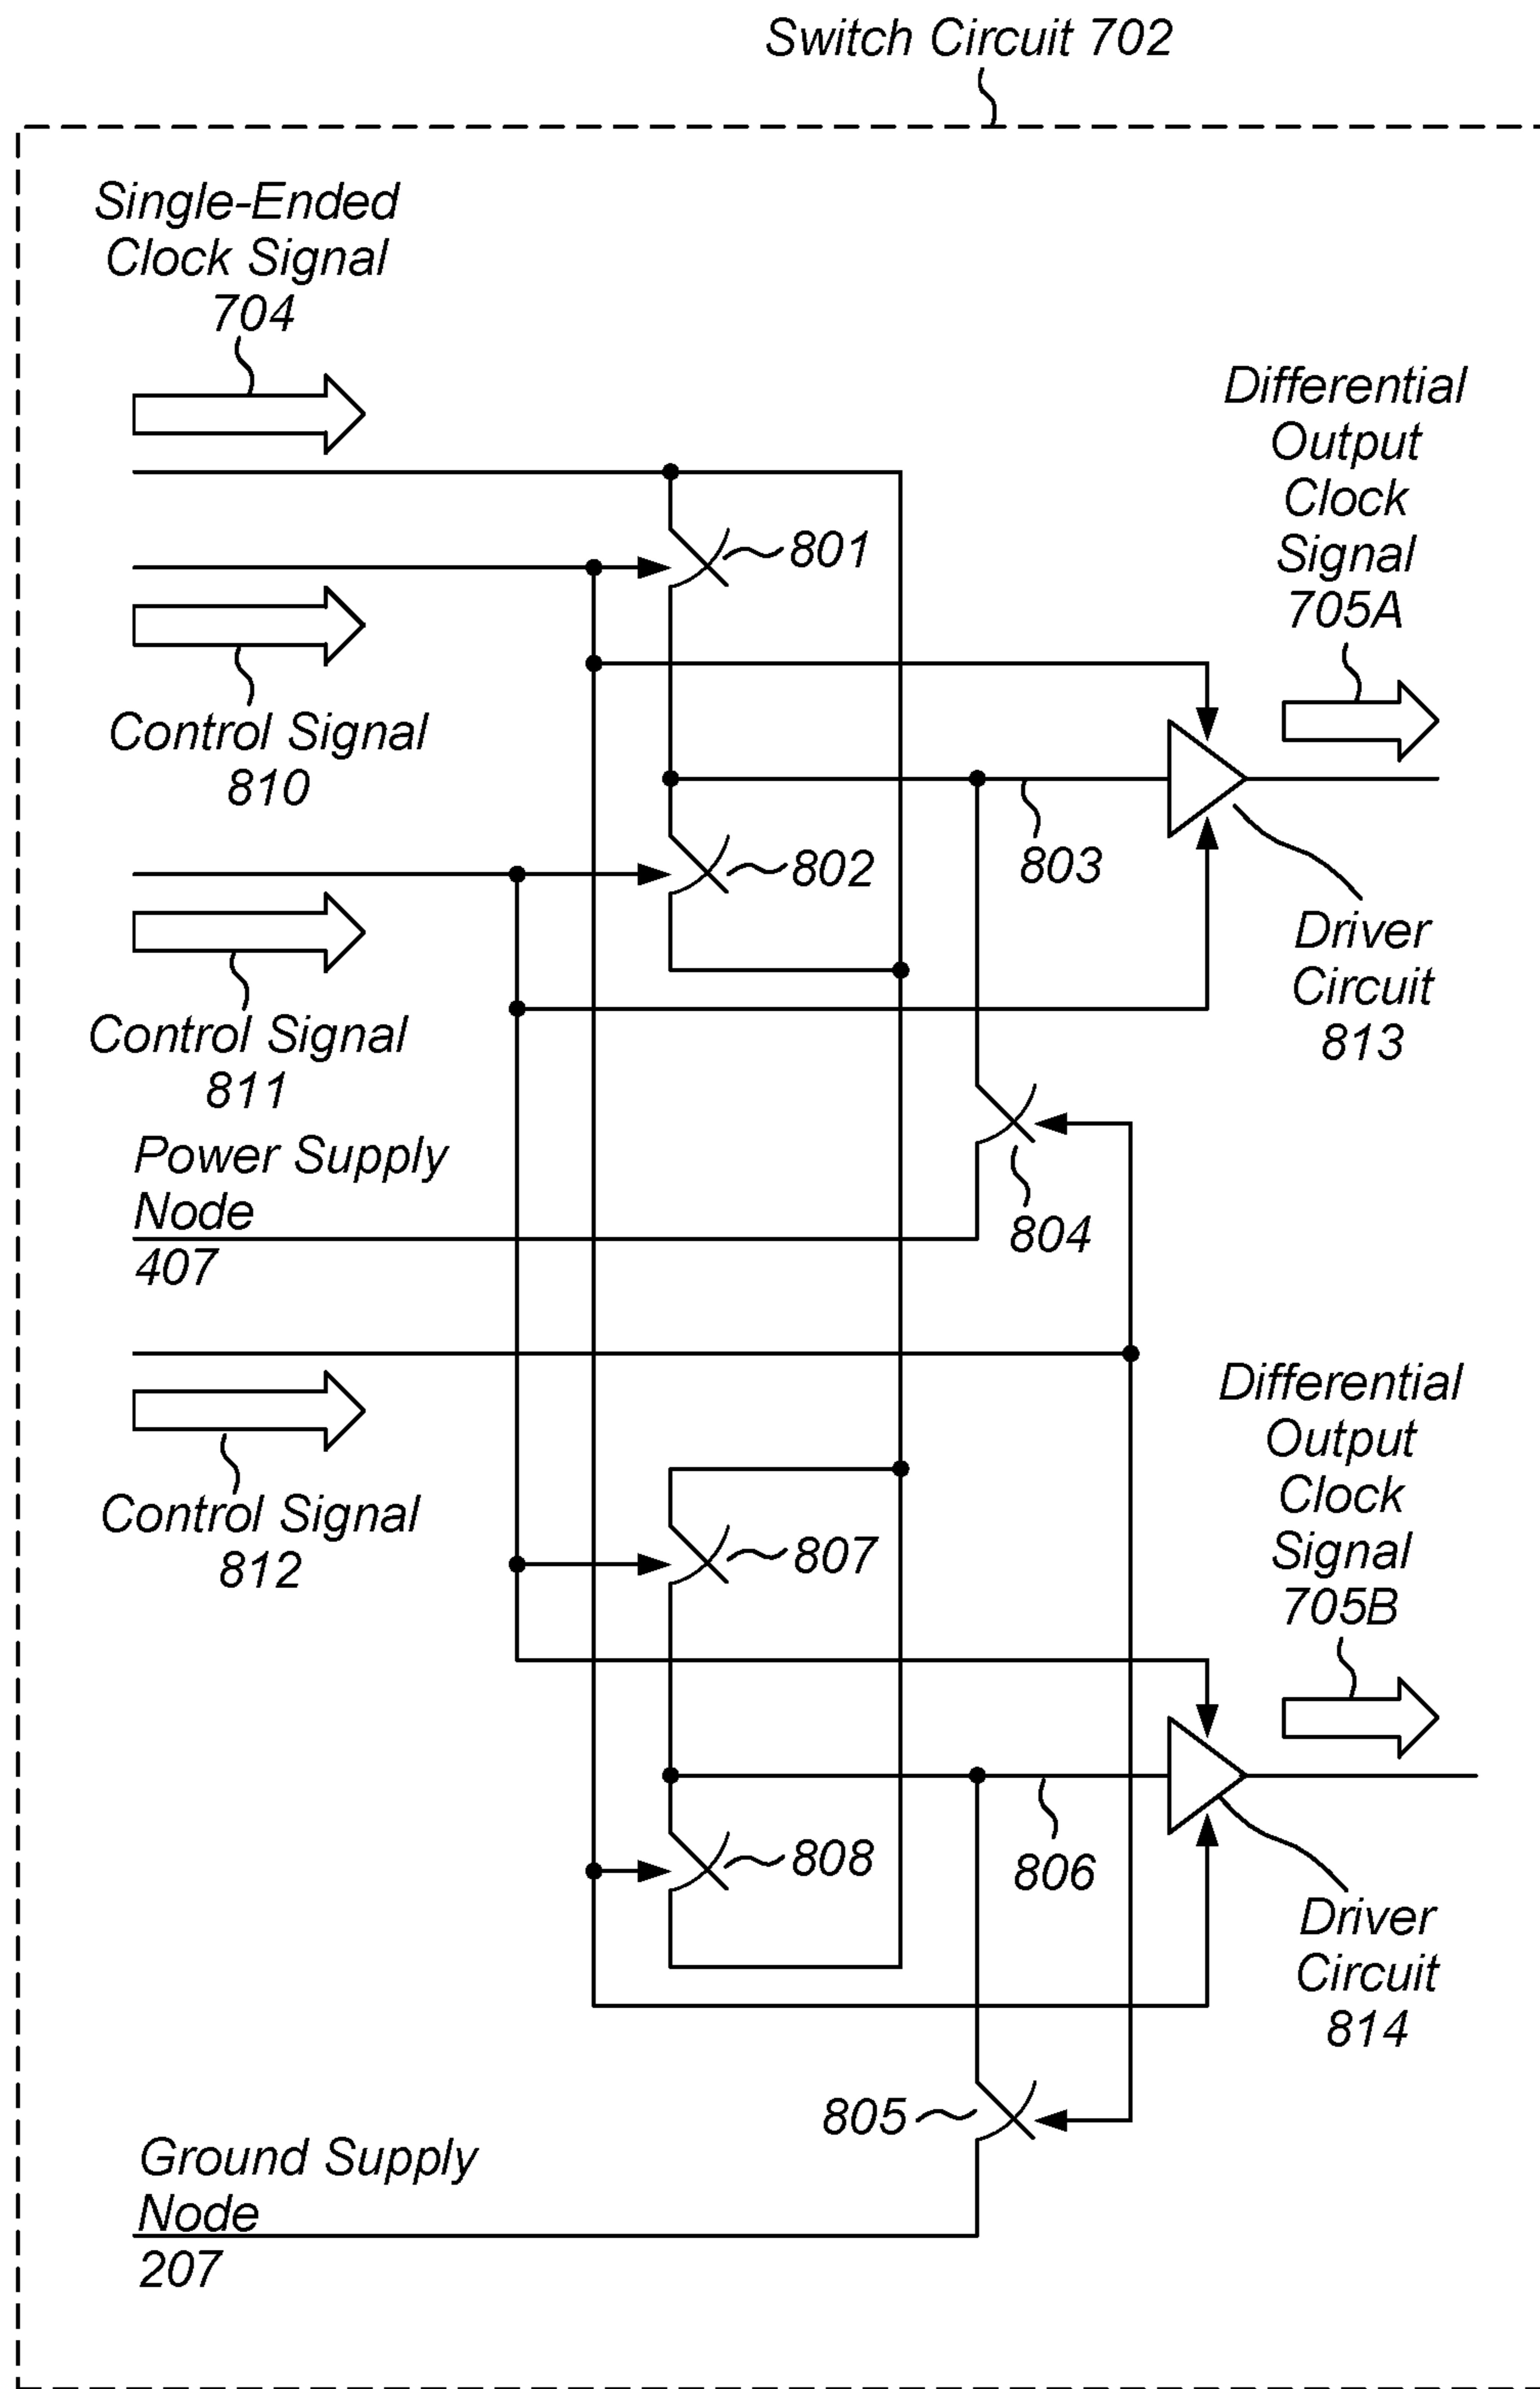 Switch Circuit 702
Single-Ended
Clock Signal
704
Differential
Output
Clock
Signal
705A
801
Control Signal
810
802
803
Driver
Circuit
813
Control Signal
811
Power Supply
Node
407
804
Control Signal
812
Differential
Output
Clock
Signal
705B
807
808
806
Driver
Circuit
814
805
Ground Supply
Node
207